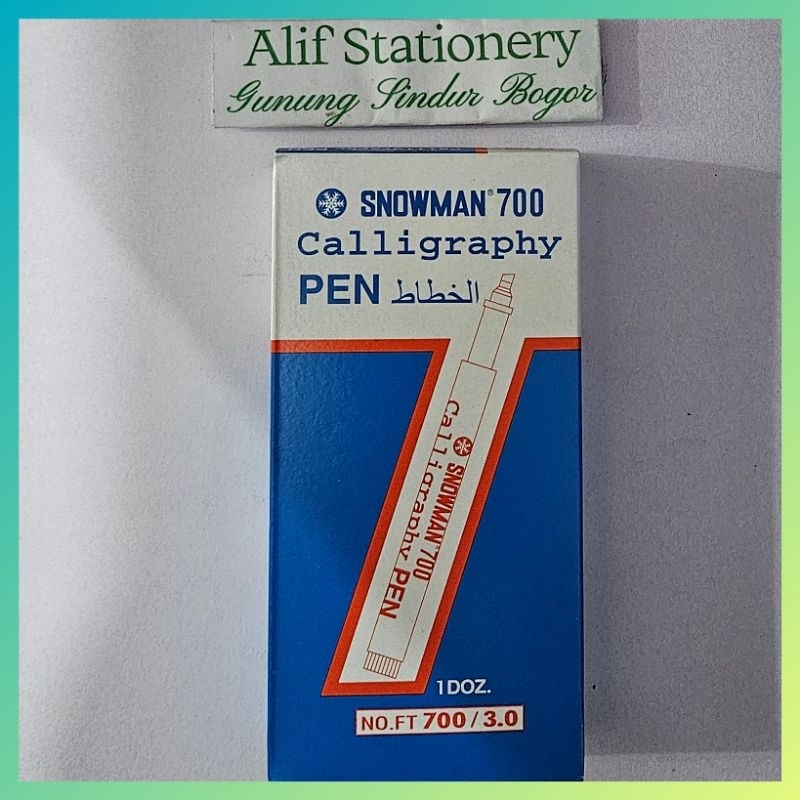 Alif Stationery
Gunung Sindur Bogor
SNOWMAN® 700
Calligraphy
PEN الخطاط
Calligraphy PEN
SNOWMAN® 700
1 DOZ.
NO.FT 700 / 3.0